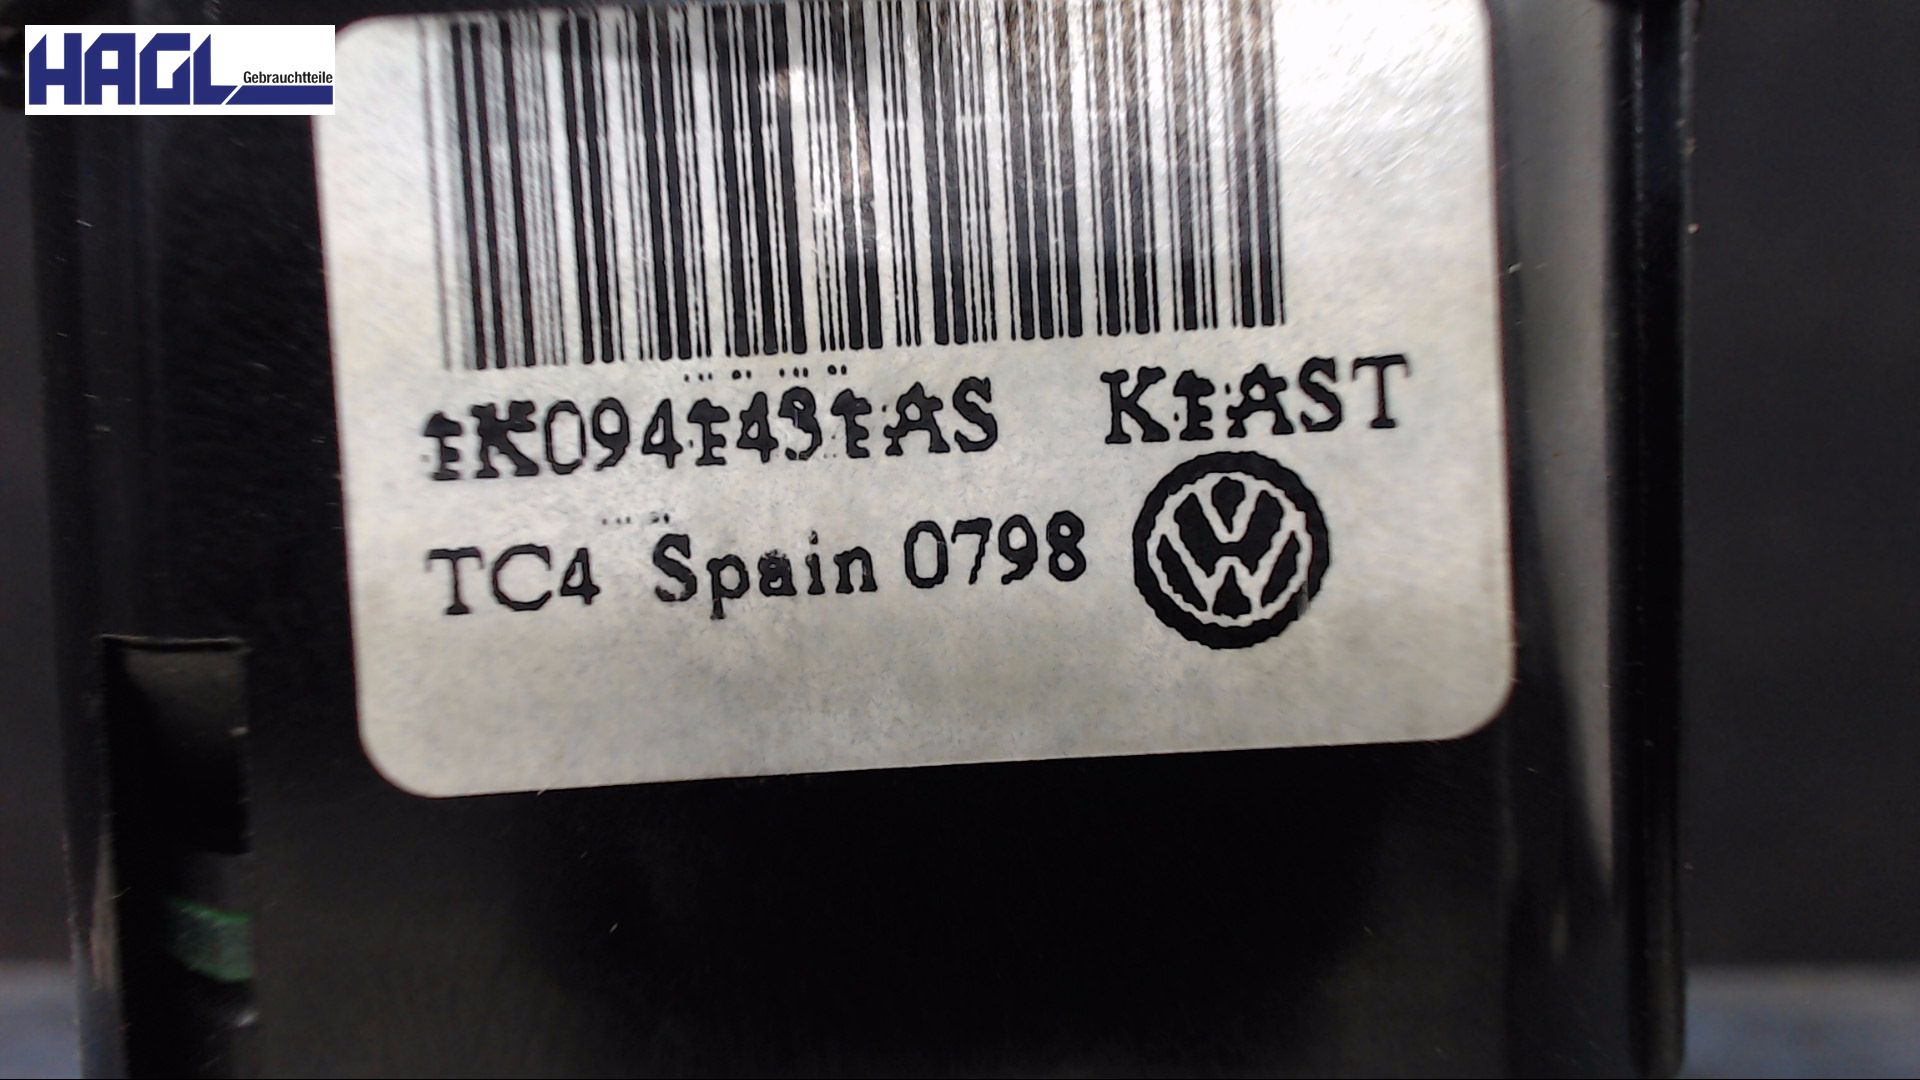 HAGL
Gebrauchtteile
1K0941431AS K1AST
TC4 Spain 0798